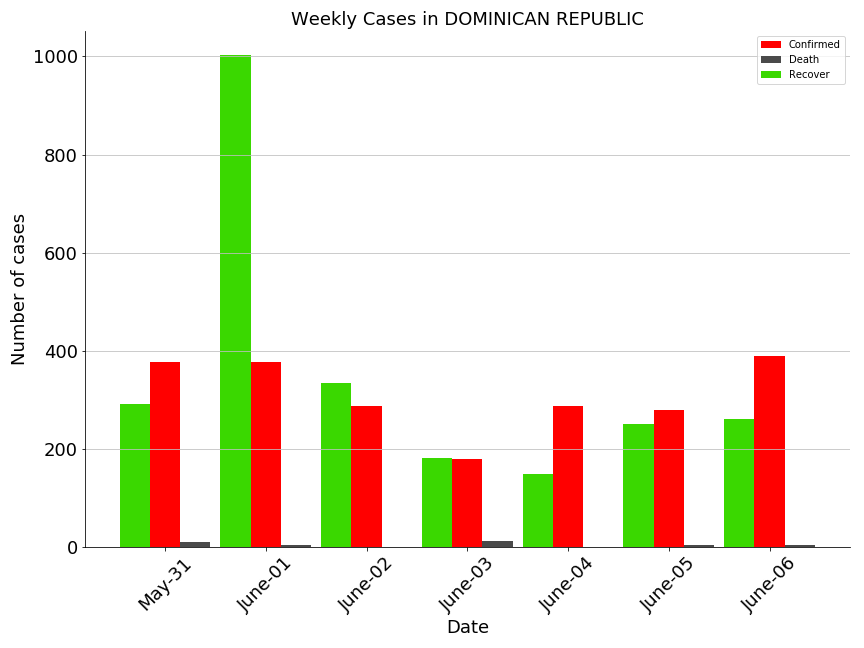 Weekly Cases in DOMINICAN REPUBLIC
Confirmed
Death
Recover
Number of cases
1000
800
600
400
200
0
May-31
June-01
June-02
June-03
June-04
June-05
June-06
Date